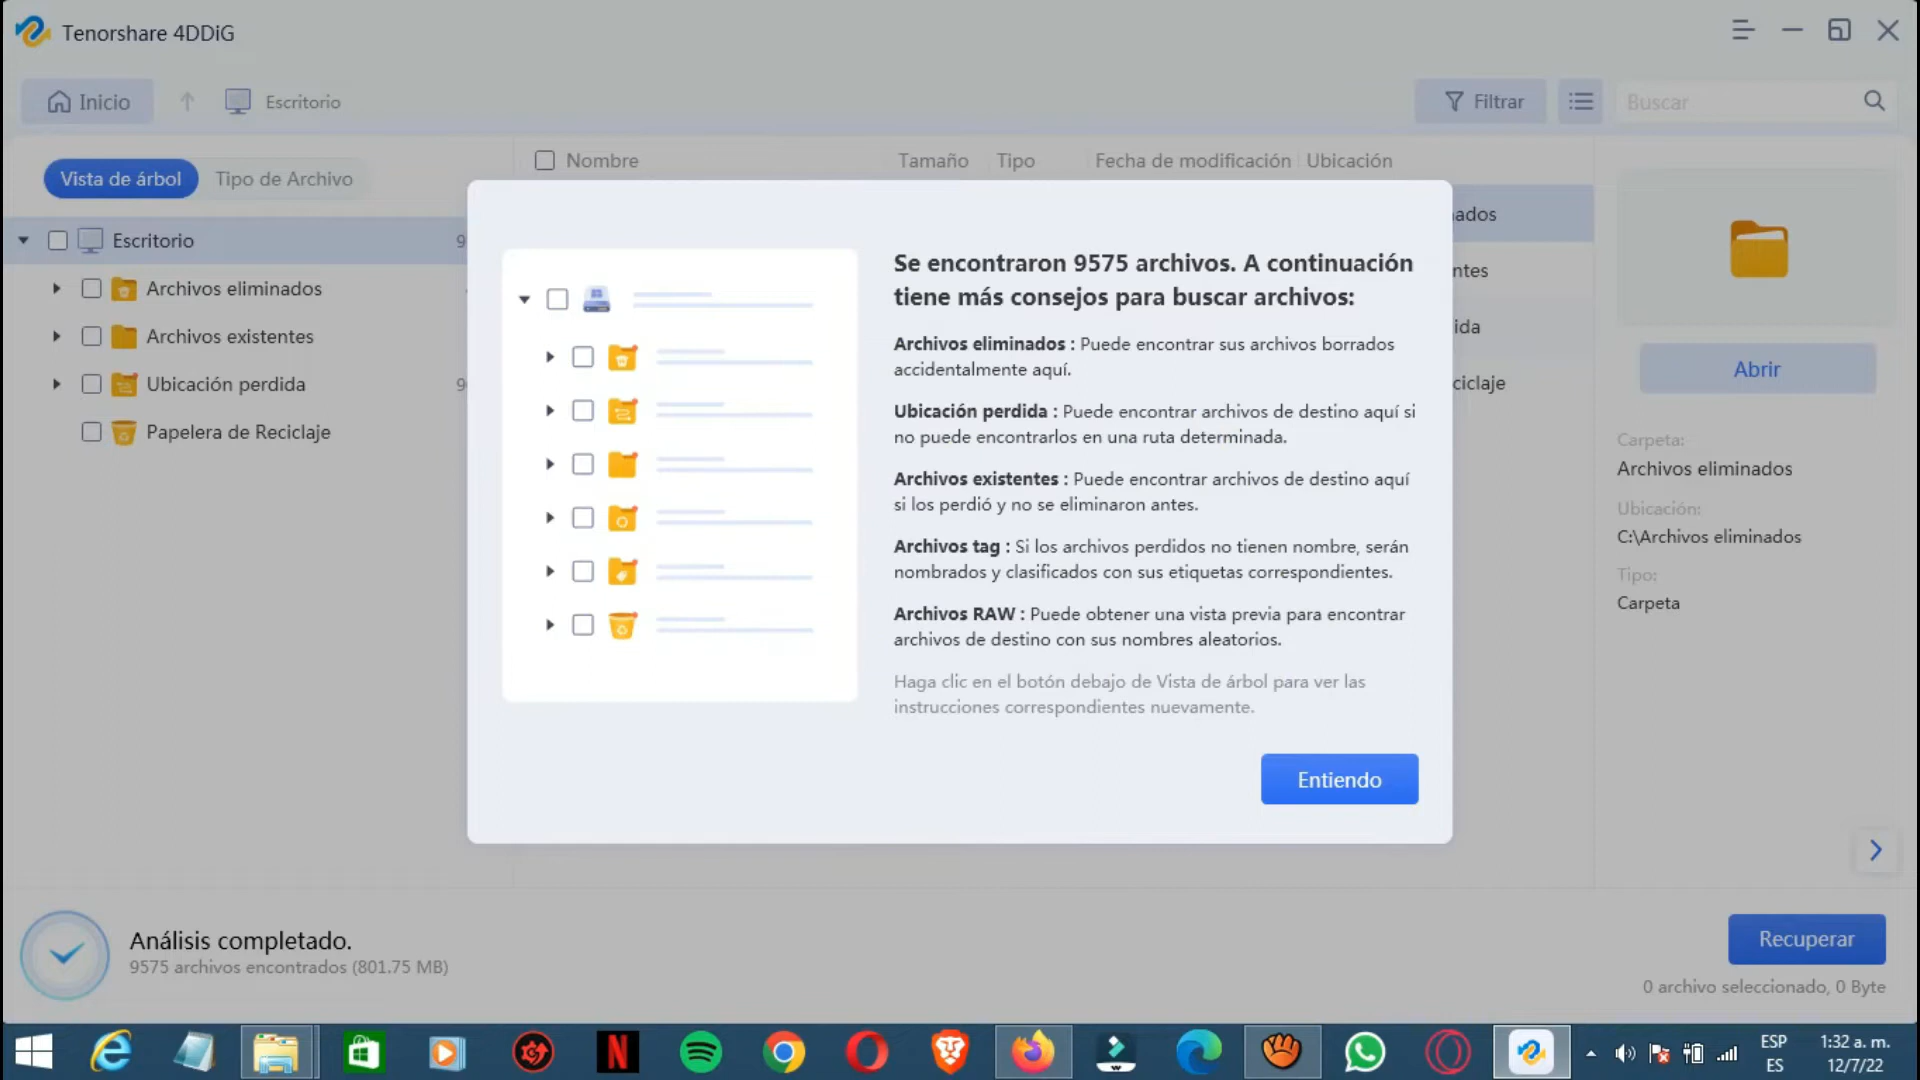 Tenorshare 4DDiG
Inicio
Escritorio
Filtrar
Buscar
Vista de árbol
Tipo de Archivo
Nombre
Tamaño
Tipo
Fecha de modificación
Ubicación
Escritorio
9
Archivos eliminados
Archivos existentes
Ubicación perdida
9
Papelera de Reciclaje
ados
ntes
ida
ciclaje
Se encontraron 9575 archivos. A continuación
tiene más consejos para buscar archivos:
Archivos eliminados : Puede encontrar sus archivos borrados
accidentalmente aquí.
Ubicación perdida : Puede encontrar archivos de destino aquí si
no puede encontrarlos en una ruta determinada.
Archivos existentes : Puede encontrar archivos de destino aquí
si los perdió y no se eliminaron antes.
Archivos tag : Si los archivos perdidos no tienen nombre, serán
nombrados y clasificados con sus etiquetas correspondientes.
Archivos RAW : Puede obtener una vista previa para encontrar
archivos de destino con sus nombres aleatorios.
Haga clic en el botón debajo de Vista de árbol para ver las
instrucciones correspondientes nuevamente.
Entiendo
Abrir
Carpeta:
Archivos eliminados
Ubicación:
C:\Archivos eliminados
Tipo:
Carpeta
Análisis completado.
9575 archivos encontrados (801.75 MB)
Recuperar
0 archivo seleccionado, 0 Byte
ESP
ES
1:32 a. m.
12/7/22